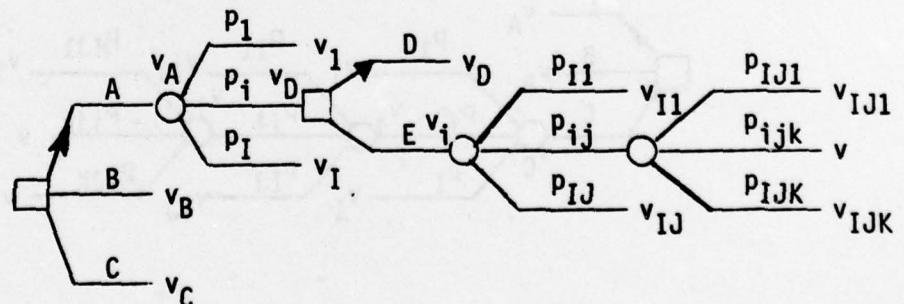 p1 v1 D vD pI1 vI1 pIJ1 vIJ1
vA A pi vD E vi pij pijk v
pI vI pIJ vIJ pIJK vIJK
B vB
C vC